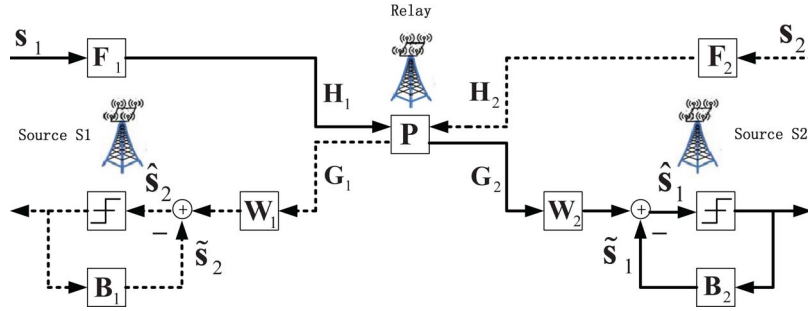 s₁
F₁
Relay
F₂
s₂
H₁
H₂
Source S1
P
Source S2
G₁
G₂
ŝ₂
W₁
W₂
ŝ₁
+
+
−
−
s̃₂
s̃₁
B₁
B₂